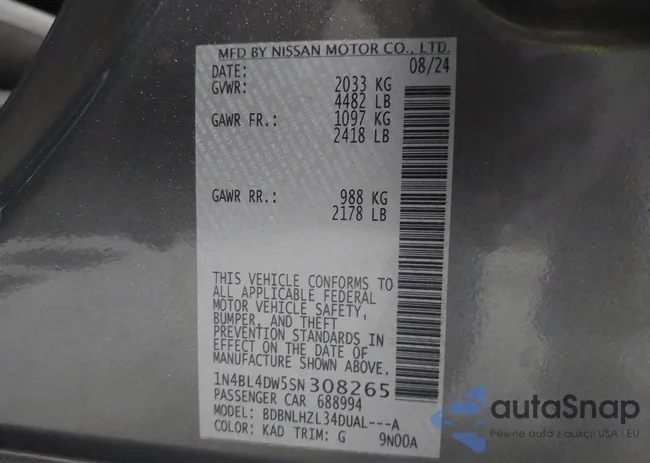 MFD BY NISSAN MOTOR CO., LTD.
DATE: 08/24
GVWR: 2033 KG
4482 LB
GAWR FR.: 1097 KG
2418 LB
GAWR RR.: 988 KG
2178 LB
THIS VEHICLE CONFORMS TO
ALL APPLICABLE FEDERAL
MOTOR VEHICLE SAFETY,
BUMPER, AND THEFT
PREVENTION STANDARDS IN
EFFECT ON THE DATE OF
MANUFACTURE SHOWN ABOVE.
1N4BL4DW5SN308265
PASSENGER CAR 688994
MODEL: BDBNLHZL34DUAL---A
COLOR: KAD TRIM: G 9N00A
autoSnap
Pewne auto z aukcji USA i EU